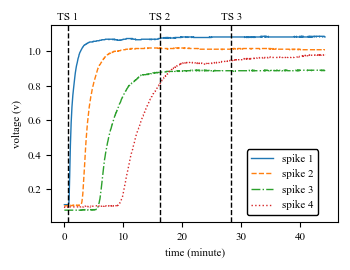 TS 1 TS 2 TS 3
1.0
0.8
0.6
0.4
0.2
voltage (v)
spike 1
spike 2
spike 3
spike 4
0 10 20 30 40
time (minute)